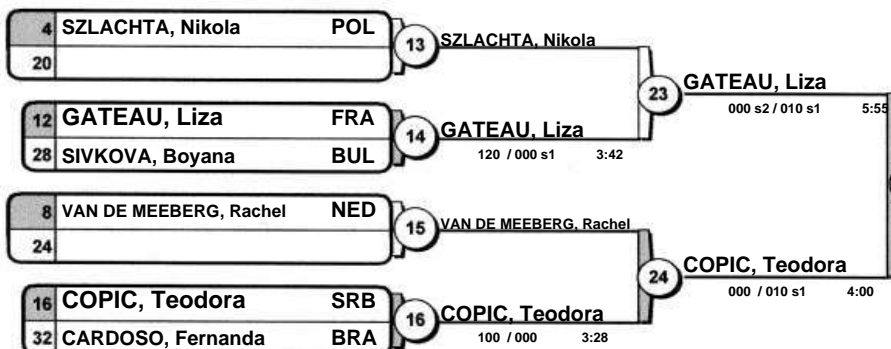 4 SZLACHTA, Nikola POL
20
13
SZLACHTA, Nikola
12 GATEAU, Liza FRA
28 SIVKOVA, Boyana BUL
14
GATEAU, Liza
120 / 000 s1 3:42
23
GATEAU, Liza
000 s2 / 010 s1 5:55
8 VAN DE MEEBERG, Rachel NED
24
15
VAN DE MEEBERG, Rachel
16 COPIC, Teodora SRB
32 CARDOSO, Fernanda BRA
16
COPIC, Teodora
100 / 000 3:28
24
COPIC, Teodora
000 / 010 s1 4:00